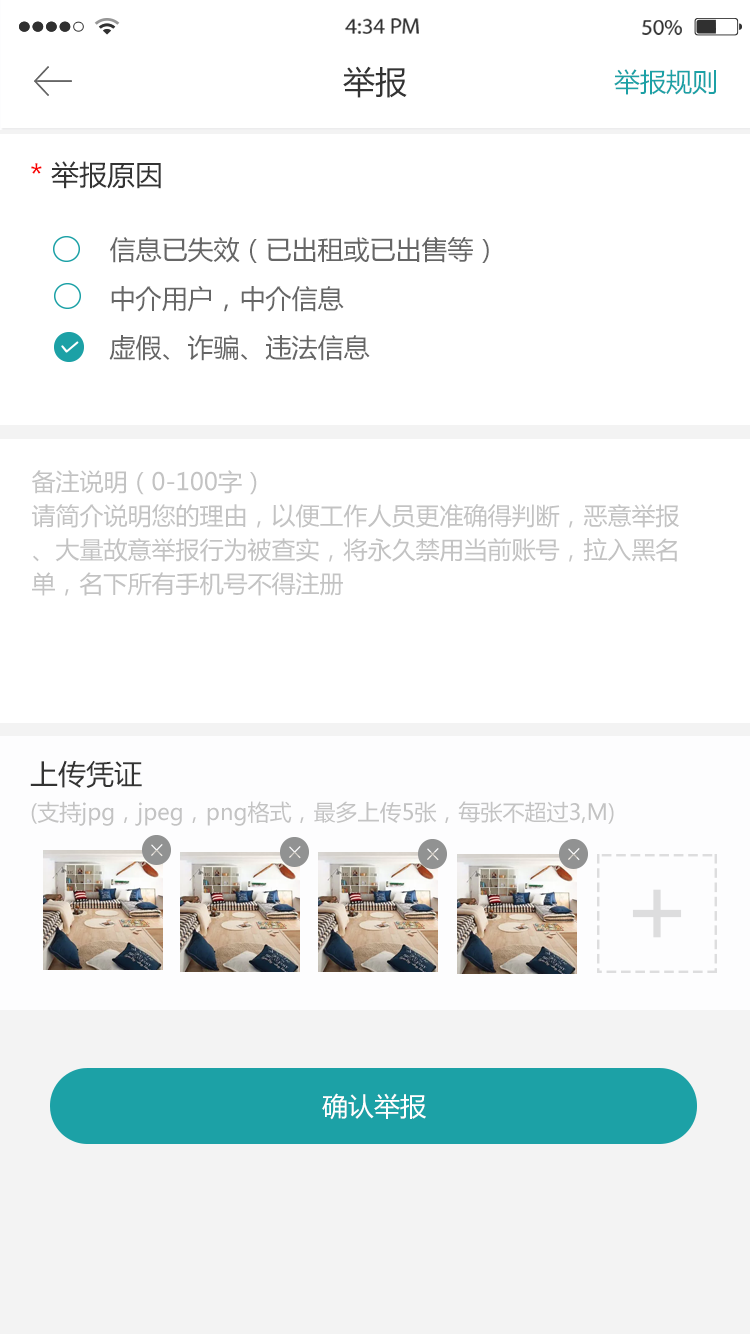 4:34 PM
50%
举报
举报规则
* 举报原因
信息已失效（已出租或已出售等）
中介用户，中介信息
虚假、诈骗、违法信息
备注说明（0-100字）
请简介说明您的理由，以便工作人员更准确得判断，恶意举报
、大量故意举报行为被查实，将永久禁用当前账号，拉入黑名
单，名下所有手机号不得注册
上传凭证
(支持jpg，jpeg，png格式，最多上传5张，每张不超过3,M)
确认举报